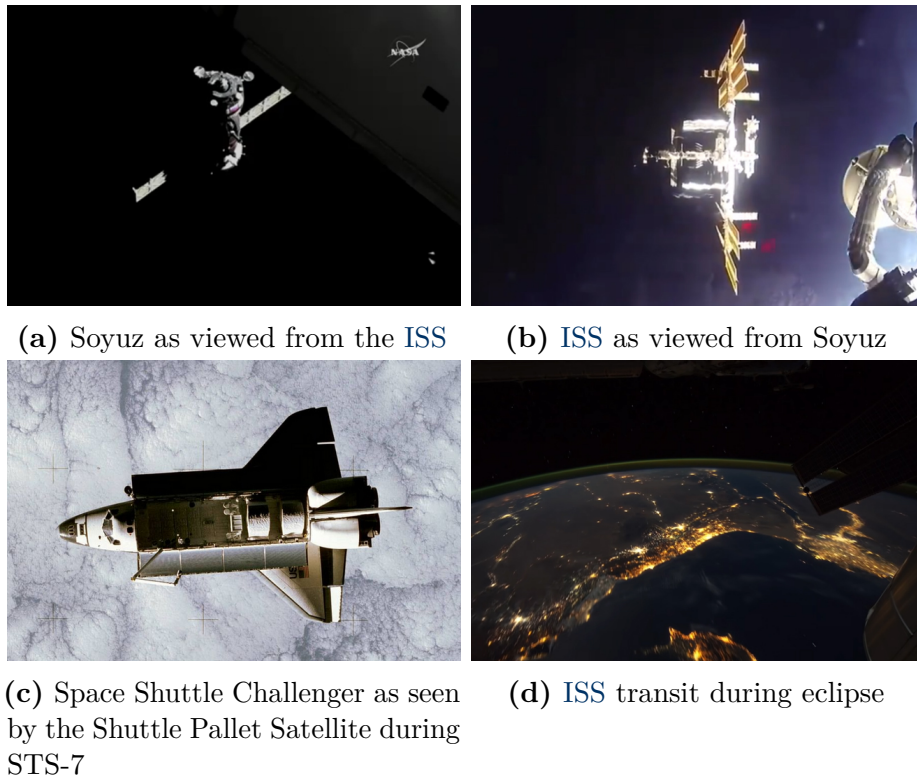 NASA
(a) Soyuz as viewed from the ISS
(b) ISS as viewed from Soyuz
(c) Space Shuttle Challenger as seen
by the Shuttle Pallet Satellite during
STS-7
(d) ISS transit during eclipse